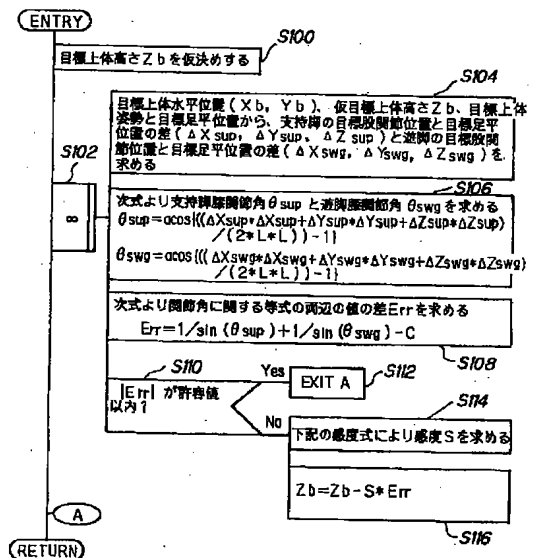 ENTRY
S100
目標上体高さZbを仮決めする
S104
目標上体水平位置(Xb, Yb)、仮目標上体高さZb、目標上体
姿勢と目標足平位置から、支持脚の目標股関節位置と目標足平
位置の差(ΔXsup, ΔYsup, ΔZsup)と遊脚の目標股関
節位置と目標足平位置の差(ΔXswg, ΔYswg, ΔZswg)を
求める
S102
∞
S106
次式より支持脚膝関節角θsupと遊脚膝関節角θswgを求める
θsup=acos{((ΔXsup*ΔXsup+ΔYsup*ΔYsup+ΔZsup*ΔZsup)
/(2*L*L))-1}
θswg=acos{((ΔXswg*ΔXswg+ΔYswg*ΔYswg+ΔZswg*ΔZswg)
/(2*L*L))-1}
次式より関節角に関する等式の両辺の値の差Errを求める
Err=1/sin(θsup)+1/sin(θswg)-C
S108
S110
|Err|が許容値
以内?
Yes
EXIT A
S112
No
S114
下記の感度式により感度Sを求める
Zb=Zb-S*Err
S116
A
RETURN